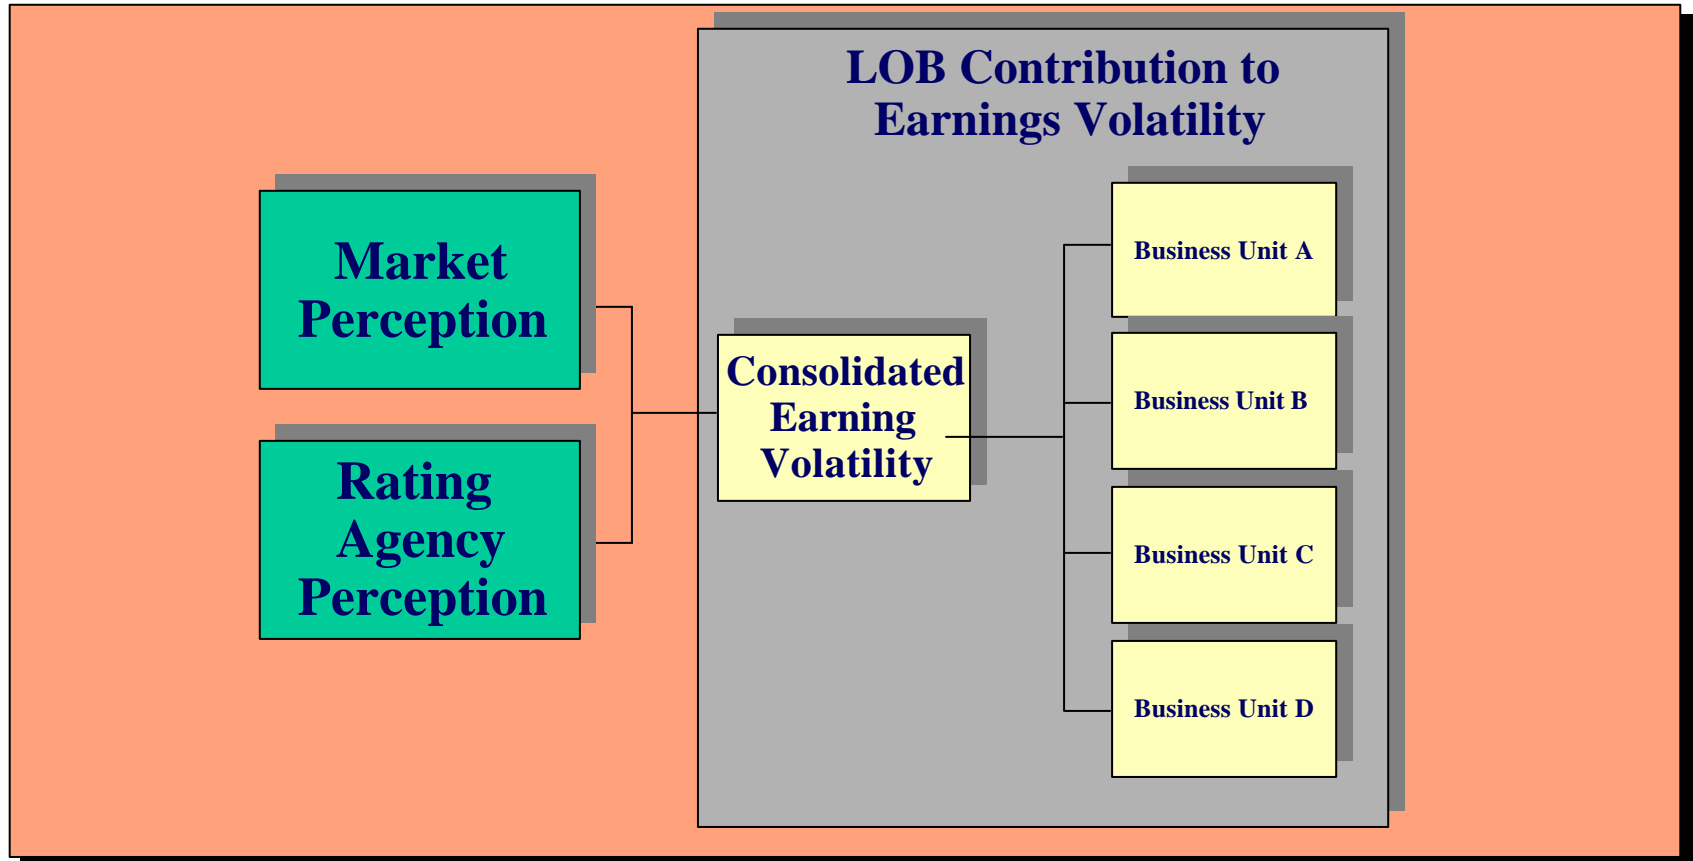 LOB Contribution to
Earnings Volatility
Market
Perception
Rating
Agency
Perception
Consolidated
Earning
Volatility
Business Unit A
Business Unit B
Business Unit C
Business Unit D